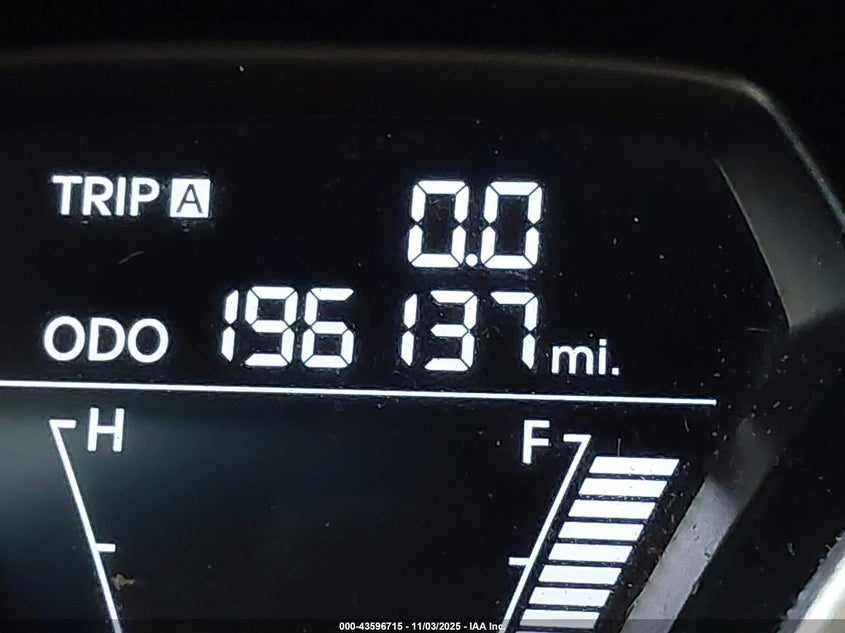 TRIP A 0.0
ODO 196137 mi.
H F
000-43596715 - 11/03/2025 - IAA Inc.